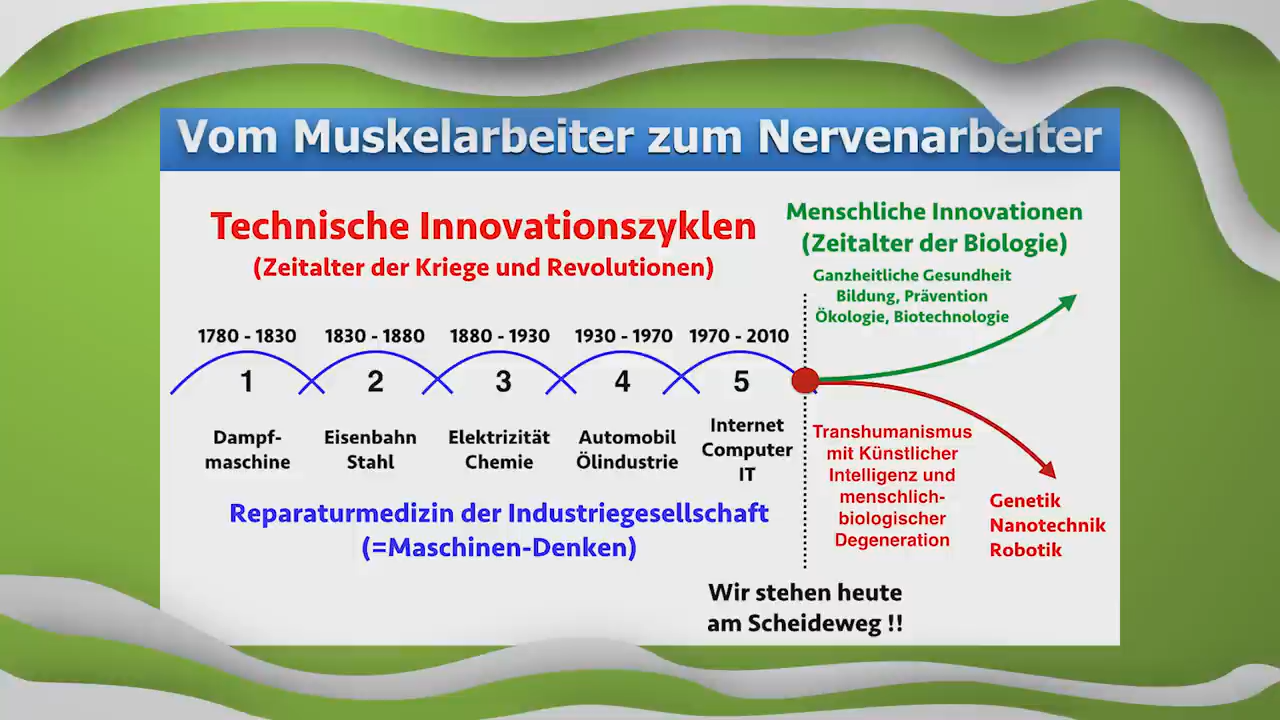 Vom Muskelarbeiter zum Nervenarbeiter
Technische Innovationszyklen
(Zeitalter der Kriege und Revolutionen)
Menschliche Innovationen
(Zeitalter der Biologie)
Ganzheitliche Gesundheit
Bildung, Prävention
Ökologie, Biotechnologie
1780 - 1830
1830 - 1880
1880 - 1930
1930 - 1970
1970 - 2010
1
2
3
4
5
Dampf-
maschine
Eisenbahn
Stahl
Elektrizität
Chemie
Automobil
Ölindustrie
Internet
Computer
IT
Transhumanismus
mit Künstlicher
Intelligenz und
menschlich-
biologischer
Degeneration
Genetik
Nanotechnik
Robotik
Reparaturmedizin der Industriegesellschaft
(=Maschinen-Denken)
Wir stehen heute
am Scheideweg !!